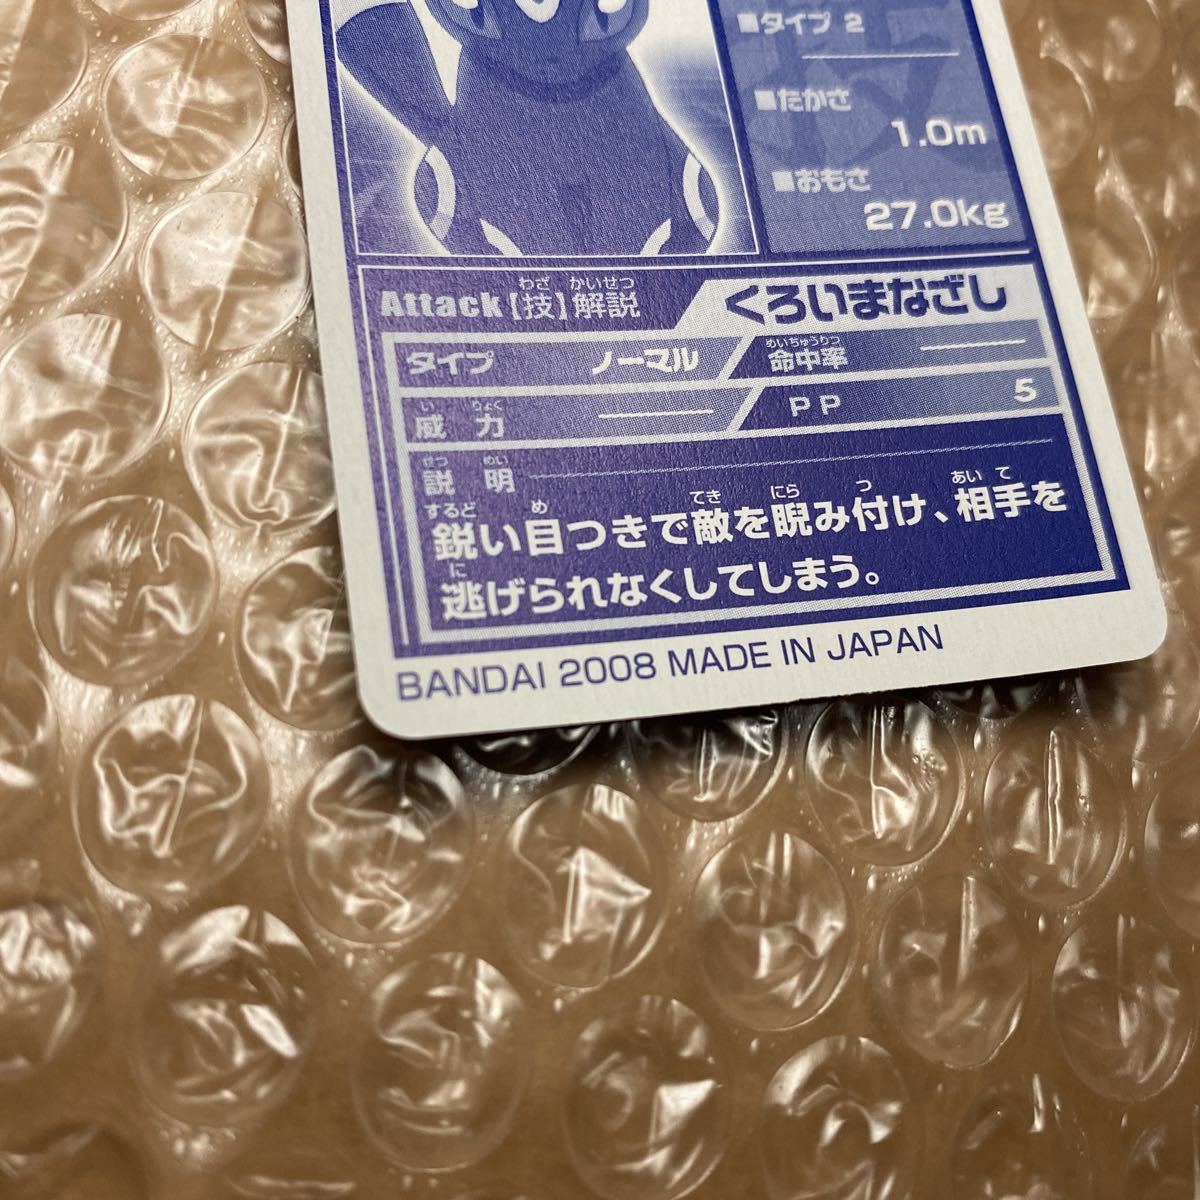 ■タイプ 2
■たかさ
1.0m
■おもさ
27.0kg
わざ かいせつ
Attack【技】解説
くろいまなざし
タイプ ノーマル
めいちゅうりつ
命中率
いりょく
威力
PP 5
せつめい
説明
するど め てき にら つ あい て
鋭い目つきで敵を睨み付け、相手を
に
逃げられなくしてしまう。
BANDAI 2008 MADE IN JAPAN